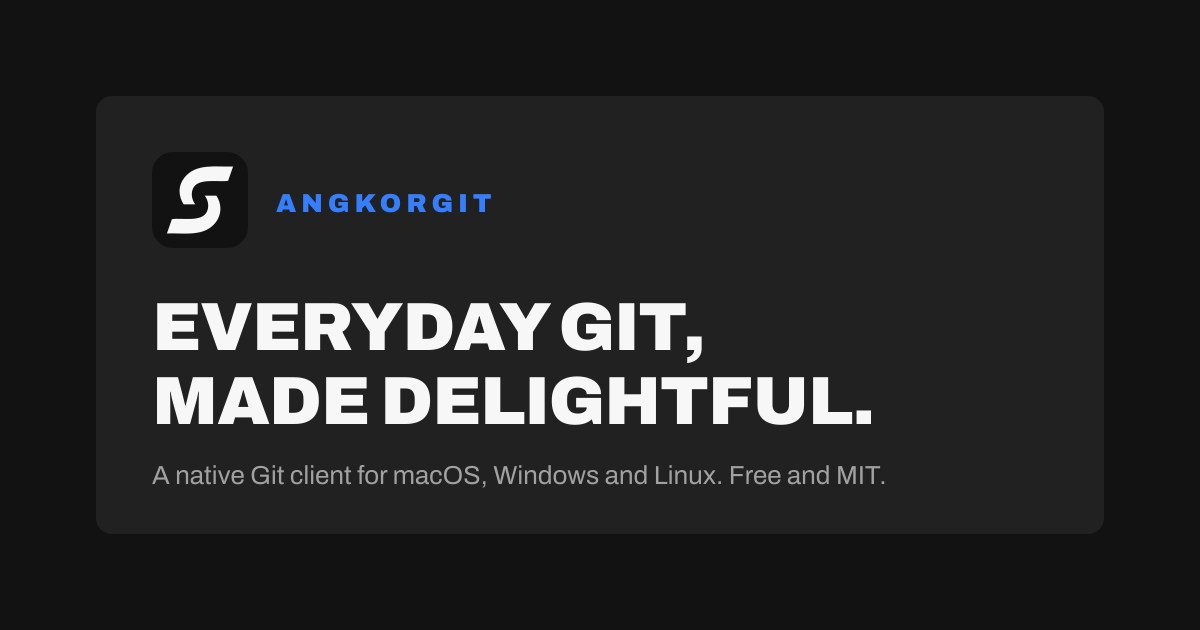 ANGKORGIT
EVERYDAY GIT,
MADE DELIGHTFUL.
A native Git client for macOS, Windows and Linux. Free and MIT.